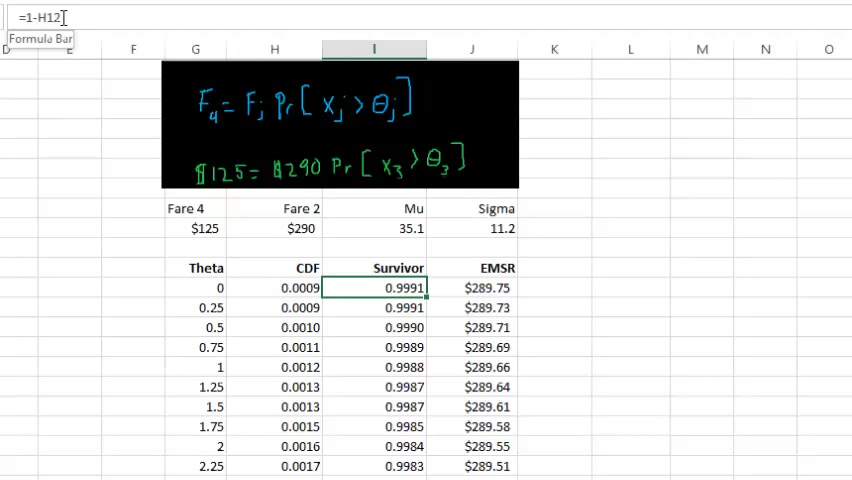 =1-H12
Formula Bar
D E F G H I J K L M N O
F4 = Fj Pr[ xj > θj ]
$125 = $290 Pr[ x3 > θ3 ]
Fare 4 Fare 2 Mu Sigma
$125 $290 35.1 11.2
Theta CDF Survivor EMSR
0 0.0009 0.9991 $289.75
0.25 0.0009 0.9991 $289.73
0.5 0.0010 0.9990 $289.71
0.75 0.0011 0.9989 $289.69
1 0.0012 0.9988 $289.66
1.25 0.0013 0.9987 $289.64
1.5 0.0013 0.9987 $289.61
1.75 0.0015 0.9985 $289.58
2 0.0016 0.9984 $289.55
2.25 0.0017 0.9983 $289.51